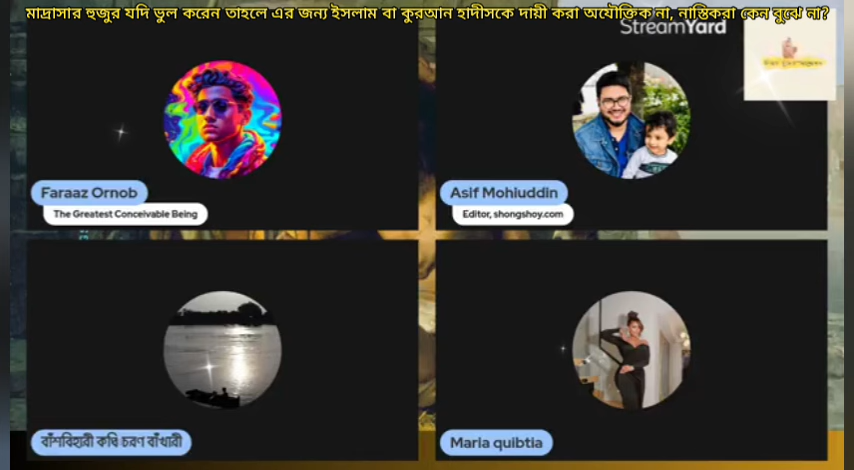 মাদ্রাসার হুজুর যদি ভুল করেন তাহলে এর জন্য ইসলাম বা কুরআন হাদীসকে দায়ী করা অযৌক্তিক না, নাস্তিকরা কেন বুঝে না?
StreamYard
Faraaz Ornob
The Greatest Conceivable Being
Asif Mohiuddin
Editor, shongshoy.com
বাঁশবিহারী কবি চরণ বাঁখারী
Maria quibtia